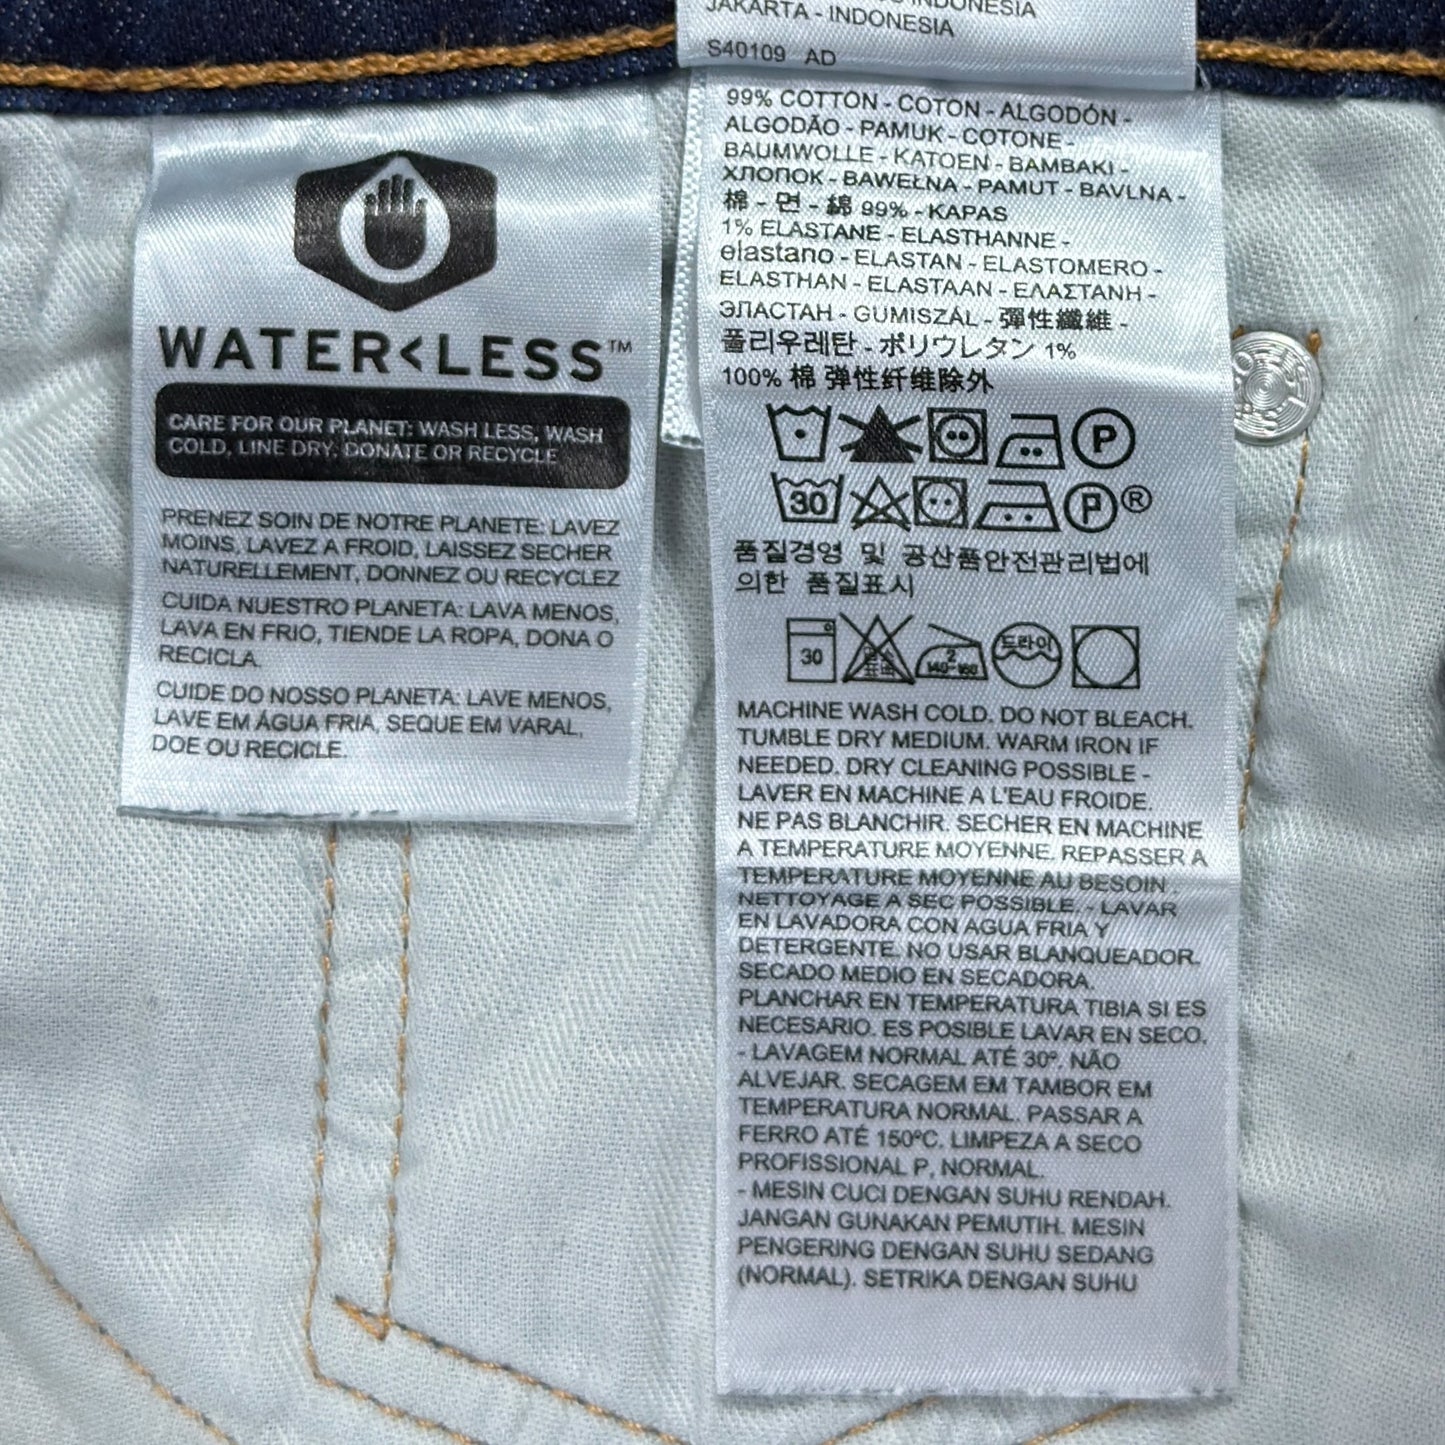 JAKARTA - INDONESIA
S40109 AD
WATER<LESS™
CARE FOR OUR PLANET: WASH LESS, WASH
COLD, LINE DRY, DONATE OR RECYCLE
PRENEZ SOIN DE NOTRE PLANETE: LAVEZ
MOINS, LAVEZ A FROID, LAISSEZ SECHER
NATURELLEMENT, DONNEZ OU RECYCLEZ
CUIDA NUESTRO PLANETA: LAVA MENOS,
LAVA EN FRIO, TIENDE LA ROPA, DONA O
RECICLA.
CUIDE DO NOSSO PLANETA: LAVE MENOS,
LAVE EM ÁGUA FRIA, SEQUE EM VARAL,
DOE OU RECICLE.
99% COTTON - COTON - ALGODÓN -
ALGODÃO - PAMUK - COTONE -
BAUMWOLLE - KATOEN - BAMBAKI -
ХЛОПОК - BAWEŁNA - PAMUT - BAVLNA -
棉 - 면 - 綿 99% - KAPAS
1% ELASTANE - ELASTHANNE -
elastano - ELASTAN - ELASTOMERO -
ELASTHAN - ELASTAAN - ΕΛΑΣΤΑΝΗ -
ЭЛАСТАН - GUMISZÁL - 彈性纖維 -
폴리우레탄 - ポリウレタン 1%
100% 棉 弹性纤维除外
P
30 P ®
품질경영 및 공산품안전관리법에
의한 품질표시
30 염소표백 2 140-160 드라이
MACHINE WASH COLD. DO NOT BLEACH.
TUMBLE DRY MEDIUM. WARM IRON IF
NEEDED. DRY CLEANING POSSIBLE -
LAVER EN MACHINE A L'EAU FROIDE.
NE PAS BLANCHIR. SECHER EN MACHINE
A TEMPERATURE MOYENNE. REPASSER A
TEMPERATURE MOYENNE AU BESOIN .
NETTOYAGE A SEC POSSIBLE. - LAVAR
EN LAVADORA CON AGUA FRIA Y
DETERGENTE. NO USAR BLANQUEADOR.
SECADO MEDIO EN SECADORA.
PLANCHAR EN TEMPERATURA TIBIA SI ES
NECESARIO. ES POSIBLE LAVAR EN SECO.
- LAVAGEM NORMAL ATÉ 30º. NÃO
ALVEJAR. SECAGEM EM TAMBOR EM
TEMPERATURA NORMAL. PASSAR A
FERRO ATÉ 150ºC. LIMPEZA A SECO
PROFISSIONAL P, NORMAL.
- MESIN CUCI DENGAN SUHU RENDAH.
JANGAN GUNAKAN PEMUTIH. MESIN
PENGERING DENGAN SUHU SEDANG
(NORMAL). SETRIKA DENGAN SUHU